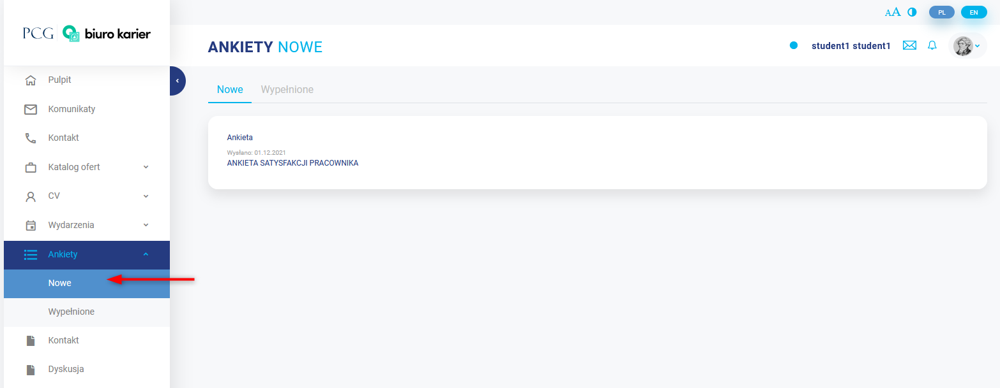 AA PL EN
PCG biuro karier
ANKIETY NOWE
student1 student1
Pulpit
Komunikaty
Kontakt
Katalog ofert
CV
Wydarzenia
Ankiety
Nowe
Wypełnione
Kontakt
Dyskusja
Nowe Wypełnione
Ankieta
Wysłano: 01.12.2021
ANKIETA SATYSFAKCJI PRACOWNIKA